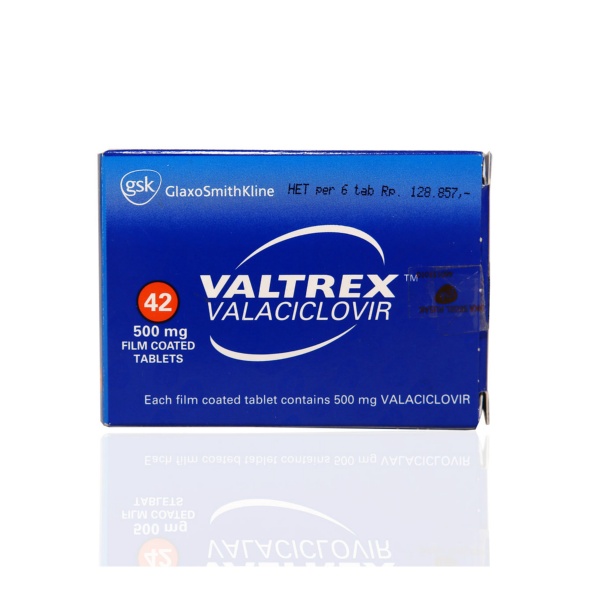 gsk GlaxoSmithKline HET per 6 tab Rp. 128.857,-
42
500 mg
FILM COATED
TABLETS
VALTREX™
VALACICLOVIR
Each film coated tablet contains 500 mg VALACICLOVIR